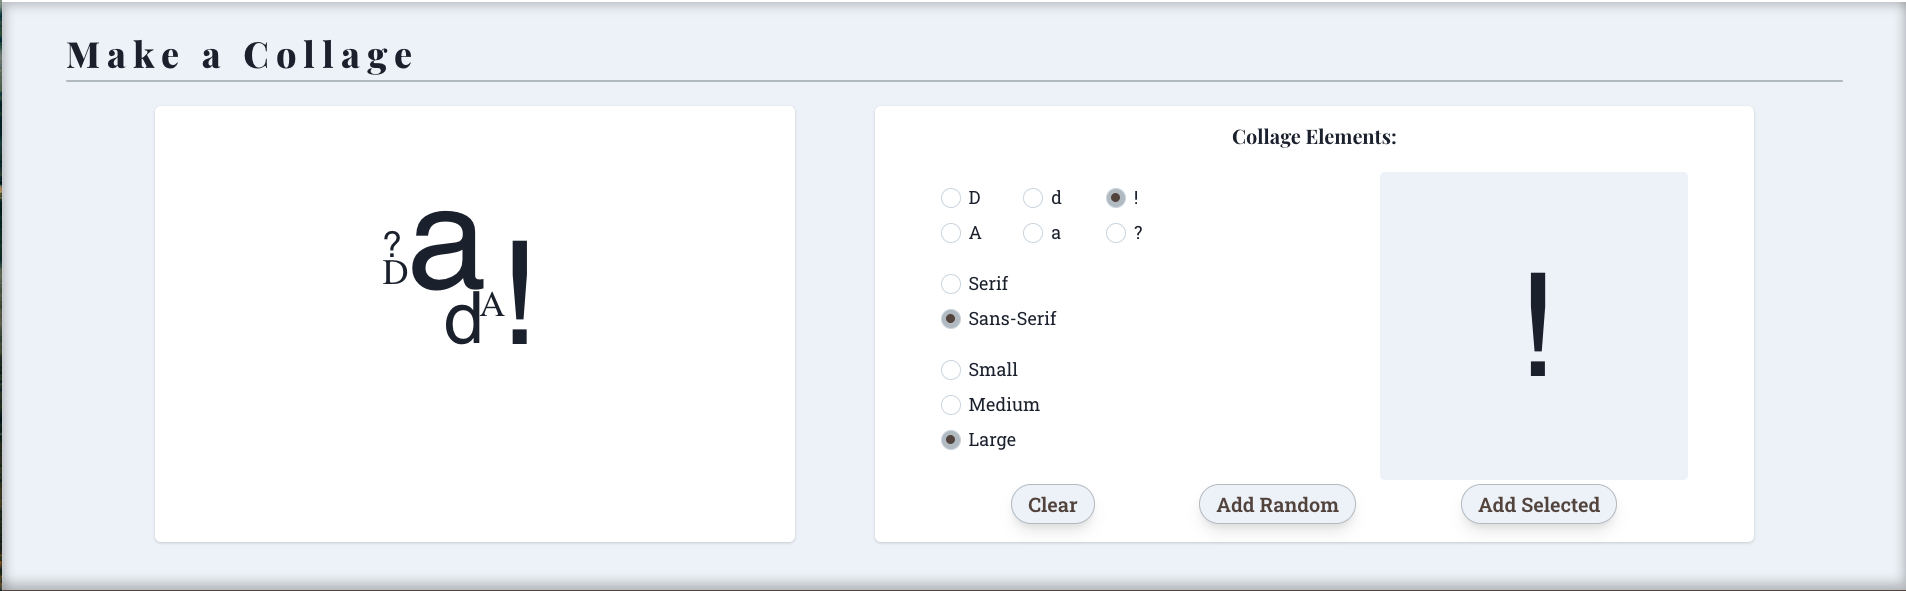 Make a Collage
? a !
D
d A
Collage Elements:
D d !
A a ?
Serif
Sans-Serif
Small
Medium
Large
!
Clear Add Random Add Selected